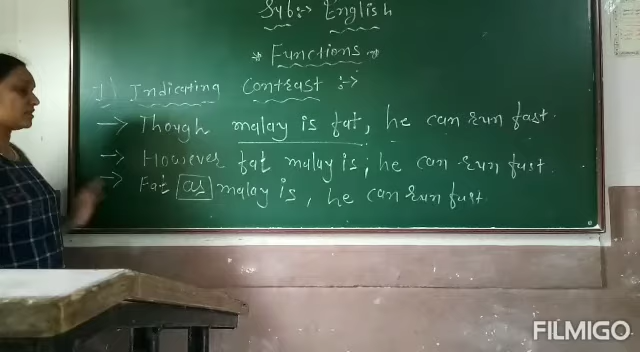 Sub:- English
* Functions *
1) Indicating Contrast :-
→ Though malay is fat, he can run fast.
→ However fat malay is, he can run fast.
→ Fat as malay is, he can run fast.
FILMIGO